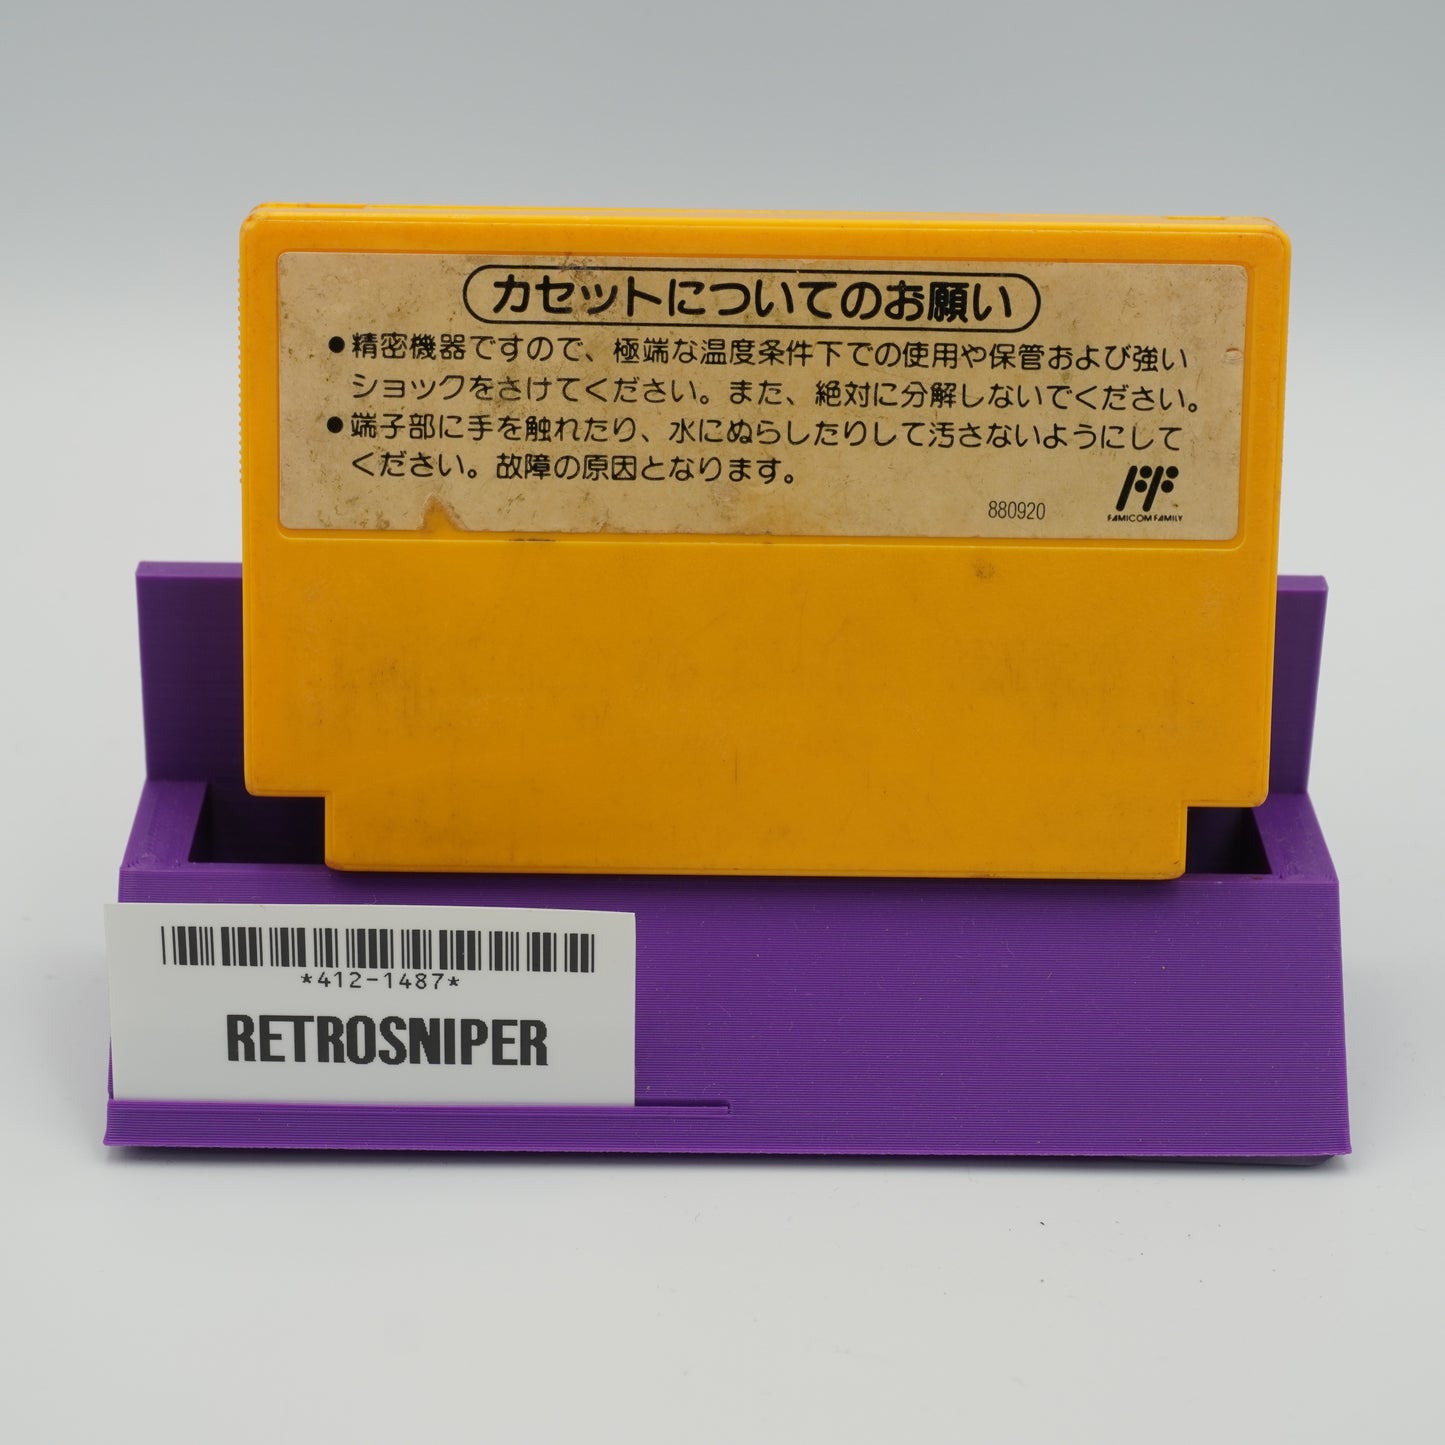 カセットについてのお願い
●精密機器ですので、極端な温度条件下での使用や保管および強い
ショックをさけてください。また、絶対に分解しないでください。
●端子部に手を触れたり、水にぬらしたりして汚さないようにして
ください。故障の原因となります。
880920
FF
FAMICOM FAMILY
*412-1487*
RETROSNIPER